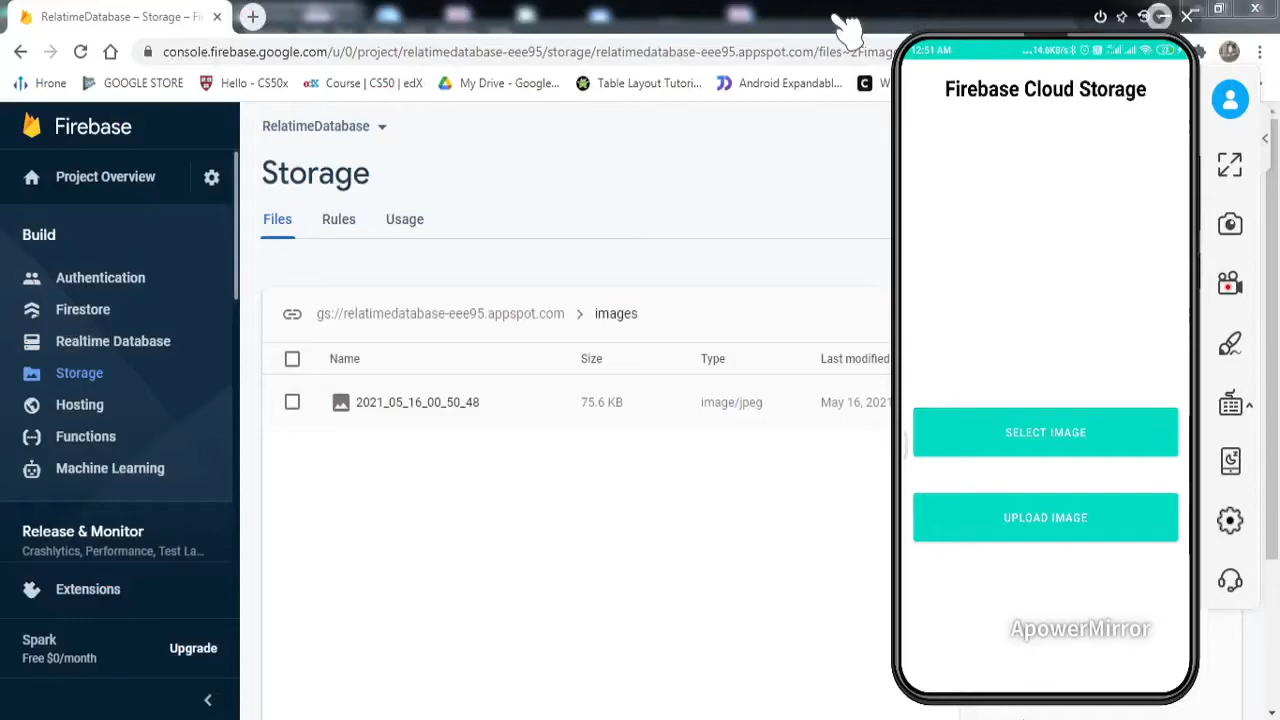 RelatimeDatabase – Storage – Fi
console.firebase.google.com/u/0/project/relatimedatabase-eee95/storage/relatimedatabase-eee95.appspot.com/files~2Fimag
Hrone
GOOGLE STORE
Hello - CS50x
Course | CS50 | edX
My Drive - Google...
Table Layout Tutori...
Android Expandabl...
Firebase
Project Overview
Build
Authentication
Firestore
Realtime Database
Storage
Hosting
Functions
Machine Learning
Release & Monitor
Crashlytics, Performance, Test La...
Extensions
Spark
Free $0/month
Upgrade
RelatimeDatabase
Storage
Files
Rules
Usage
gs://relatimedatabase-eee95.appspot.com
images
Name
Size
Type
Last modified
2021_05_16_00_50_48
75.6 KB
image/jpeg
May 16, 2021
12:51 AM
...14.6KB/s
Firebase Cloud Storage
SELECT IMAGE
UPLOAD IMAGE
ApowerMirror